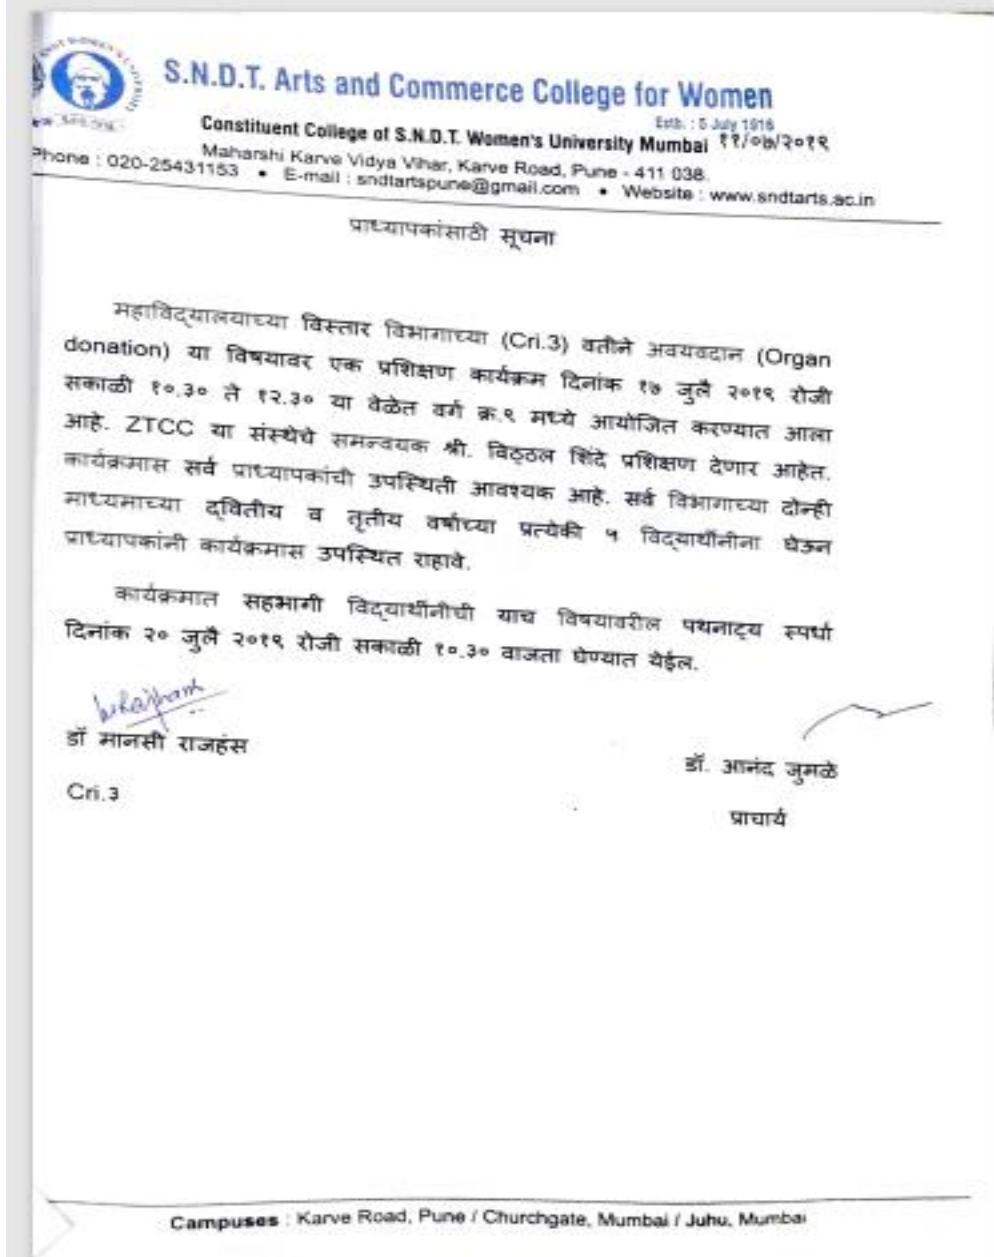 S.N.D.T. Arts and Commerce College for Women
Estb. : 5 July 1916
Constituent College of S.N.D.T. Women's University Mumbai ११/०७/२०१९
Maharshi Karve Vidya Vihar, Karve Road, Pune - 411 038.
Phone : 020-25431153 • E-mail : sndtartspune@gmail.com • Website : www.sndtarts.ac.in
प्राध्यापकांसाठी सूचना
महाविद्यालयाच्या विस्तार विभागाच्या (Cri.3) वतीने अवयवदान (Organ
donation) या विषयावर एक प्रशिक्षण कार्यक्रम दिनांक १७ जुलै २०१९ रोजी
सकाळी १०.३० ते १२.३० या वेळेत वर्ग क्र.९ मध्ये आयोजित करण्यात आला
आहे. ZTCC या संस्थेचे समन्वयक श्री. विठ्ठल शिंदे प्रशिक्षण देणार आहेत.
कार्यक्रमास सर्व प्राध्यापकांची उपस्थिती आवश्यक आहे. सर्व विभागाच्या दोन्ही
माध्यमाच्या द्वितीय व तृतीय वर्षाच्या प्रत्येकी ५ विद्यार्थीनीना घेऊन
प्राध्यापकांनी कार्यक्रमास उपस्थित राहावे.
कार्यक्रमात सहभागी विद्यार्थीनीची याच विषयावरील पथनाट्य स्पर्धा
दिनांक २० जुलै २०१९ रोजी सकाळी १०.३० वाजता घेण्यात येईल.
डॉ मानसी राजहंस
डॉ. आनंद जुमळे
Cri.3
प्राचार्य
Campuses : Karve Road, Pune / Churchgate, Mumbai / Juhu, Mumbai